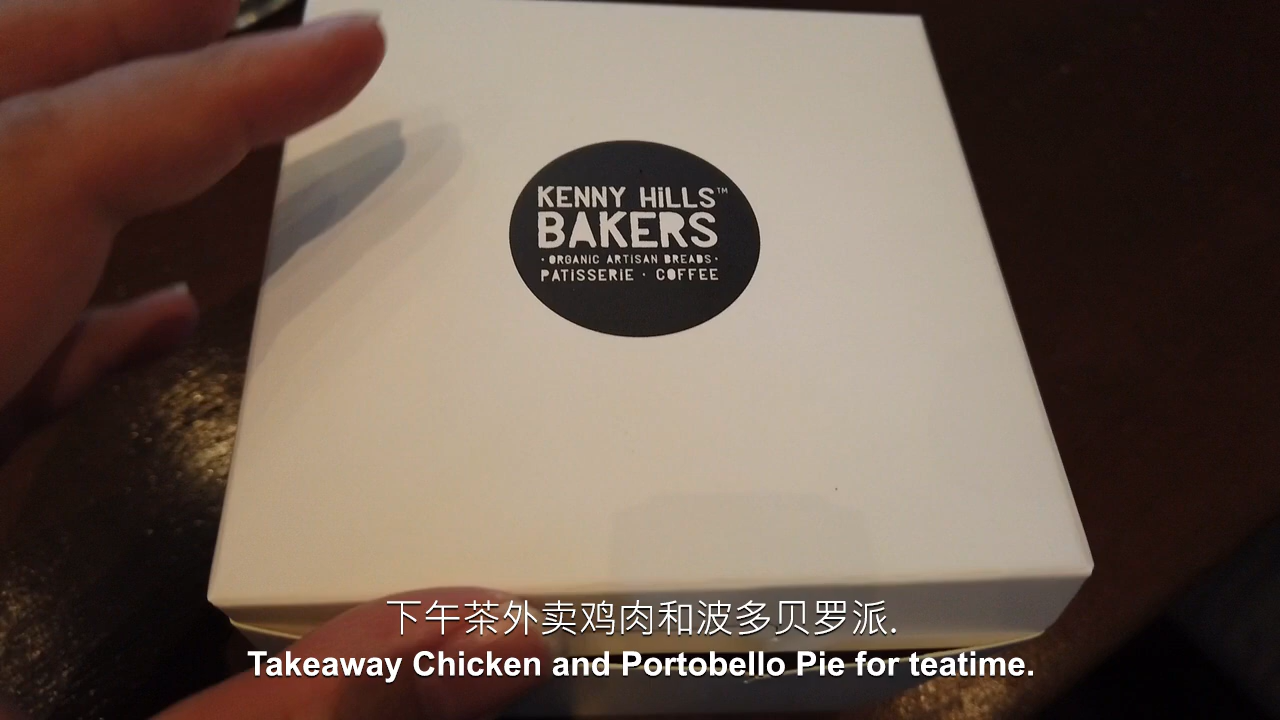 KENNY HiLLS™
BAKERS
· ORGANIC ARTISAN BREADS ·
PATISSERIE · COFFEE
下午茶外卖鸡肉和波多贝罗派.
Takeaway Chicken and Portobello Pie for teatime.